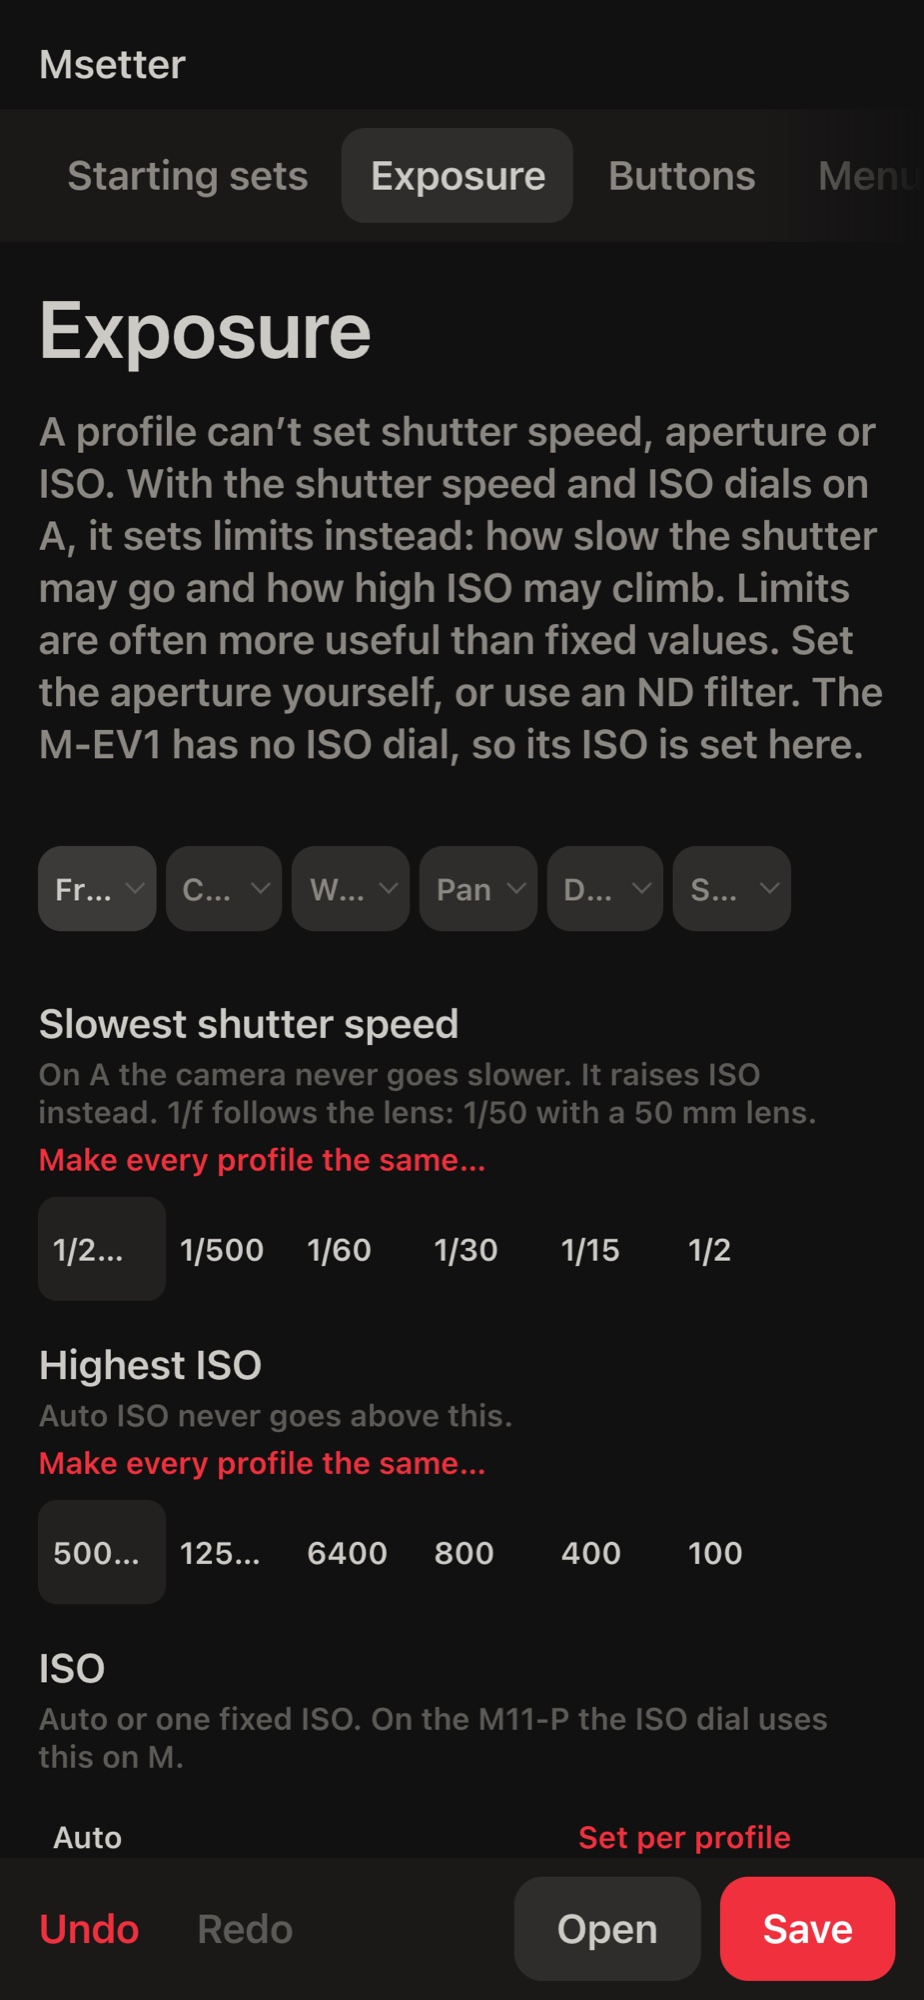 Msetter
Starting sets Exposure Buttons Menu
Exposure
A profile can’t set shutter speed, aperture or
ISO. With the shutter speed and ISO dials on
A, it sets limits instead: how slow the shutter
may go and how high ISO may climb. Limits
are often more useful than fixed values. Set
the aperture yourself, or use an ND filter. The
M-EV1 has no ISO dial, so its ISO is set here.
Fr... C... W... Pan D... S...
Slowest shutter speed
On A the camera never goes slower. It raises ISO
instead. 1/f follows the lens: 1/50 with a 50 mm lens.
Make every profile the same...
1/2... 1/500 1/60 1/30 1/15 1/2
Highest ISO
Auto ISO never goes above this.
Make every profile the same...
500... 125... 6400 800 400 100
ISO
Auto or one fixed ISO. On the M11-P the ISO dial uses
this on M.
Auto Set per profile
Undo Redo Open Save